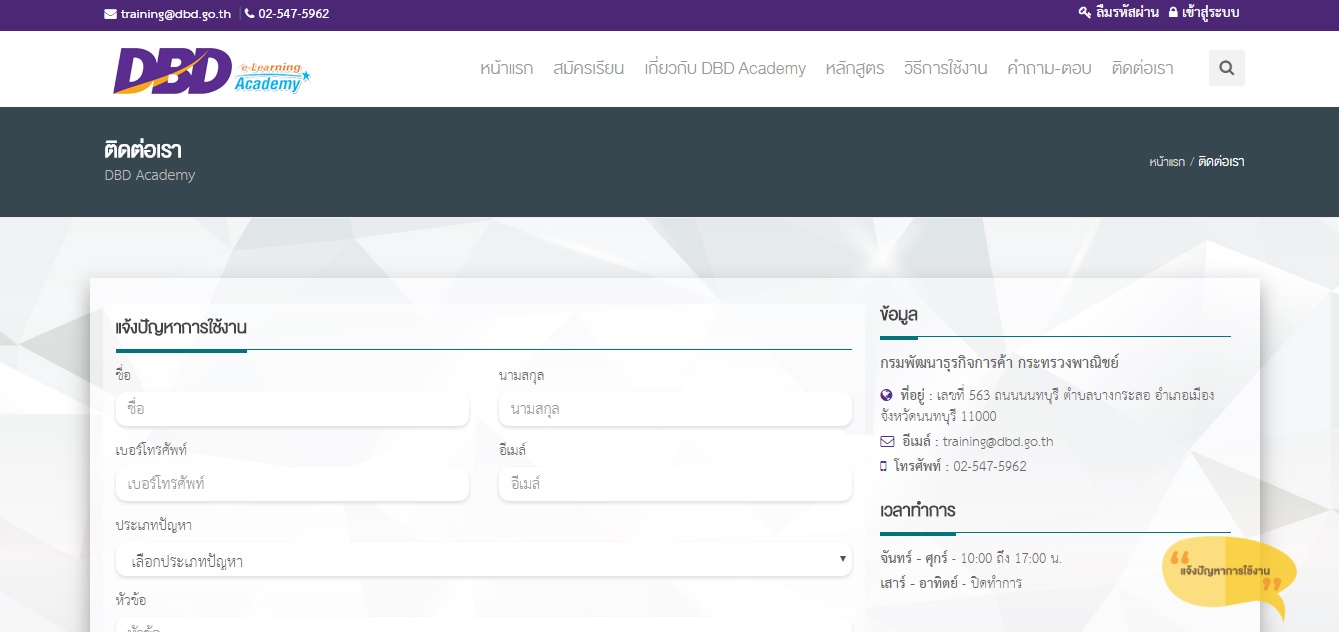 training@dbd.go.th | 02-547-5962
ลืมรหัสผ่าน เข้าสู่ระบบ
DBD e-Learning Academy
หน้าแรก สมัครเรียน เกี่ยวกับ DBD Academy หลักสูตร วิธีการใช้งาน คำถาม-ตอบ ติดต่อเรา
ติดต่อเรา
DBD Academy
หน้าแรก / ติดต่อเรา
แจ้งปัญหาการใช้งาน
ชื่อ นามสกุล
ชื่อ นามสกุล
เบอร์โทรศัพท์ อีเมล์
เบอร์โทรศัพท์ อีเมล์
ประเภทปัญหา
เลือกประเภทปัญหา
หัวข้อ
หัวข้อ
ข้อมูล
กรมพัฒนาธุรกิจการค้า กระทรวงพาณิชย์
ที่อยู่ : เลขที่ 563 ถนนนนทบุรี ตำบลบางกระสอ อำเภอเมือง
จังหวัดนนทบุรี 11000
อีเมล์ : training@dbd.go.th
โทรศัพท์ : 02-547-5962
เวลาทำการ
จันทร์ - ศุกร์ - 10:00 ถึง 17:00 น.
เสาร์ - อาทิตย์ - ปิดทำการ
แจ้งปัญหาการใช้งาน